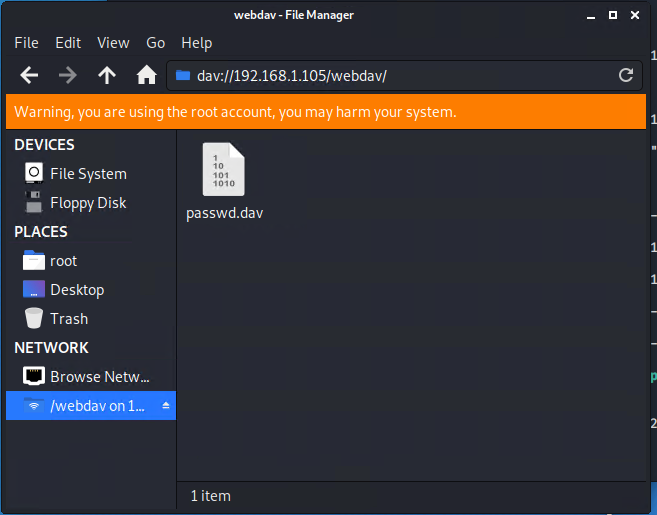 webdav - File Manager
File Edit View Go Help
dav://192.168.1.105/webdav/
Warning, you are using the root account, you may harm your system.
DEVICES
File System
Floppy Disk
PLACES
root
Desktop
Trash
NETWORK
Browse Netw...
/webdav on 1...
1
10
101
1010
passwd.dav
1 item